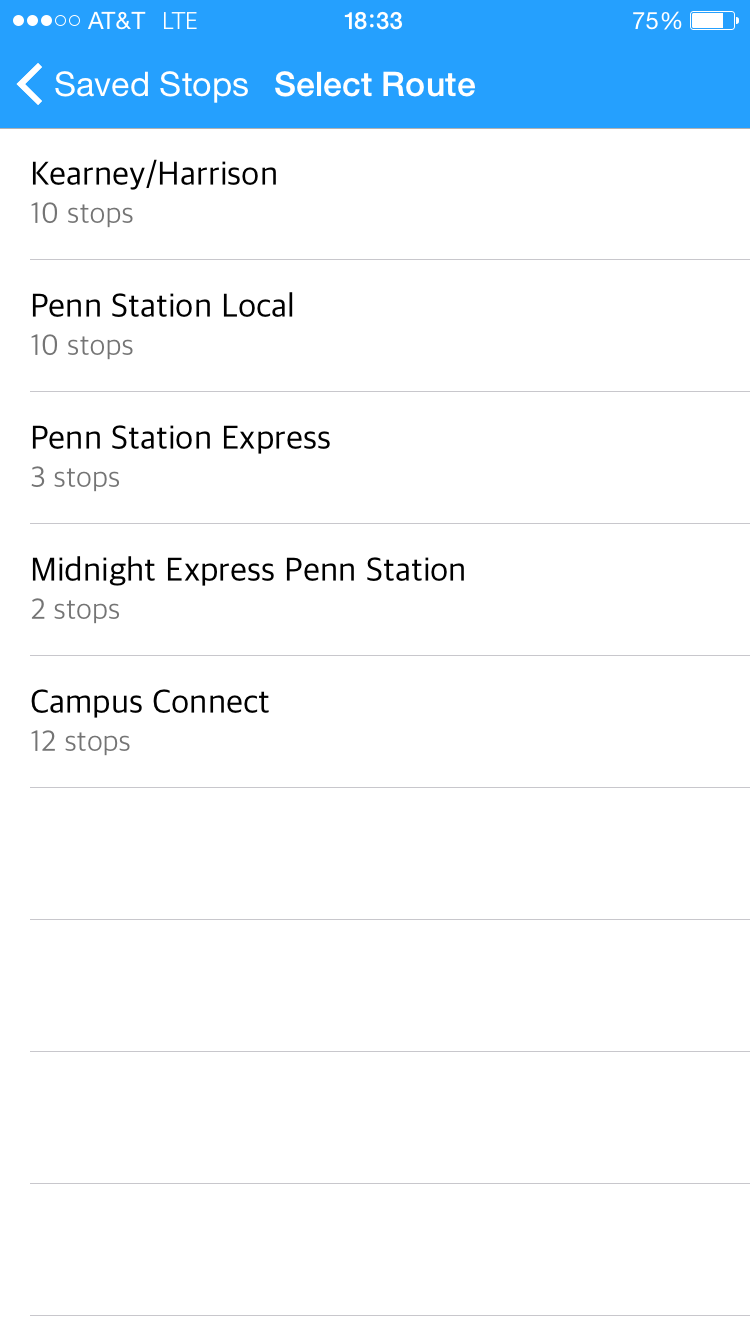 AT&T LTE 18:33 75%
Saved Stops Select Route
Kearney/Harrison
10 stops
Penn Station Local
10 stops
Penn Station Express
3 stops
Midnight Express Penn Station
2 stops
Campus Connect
12 stops